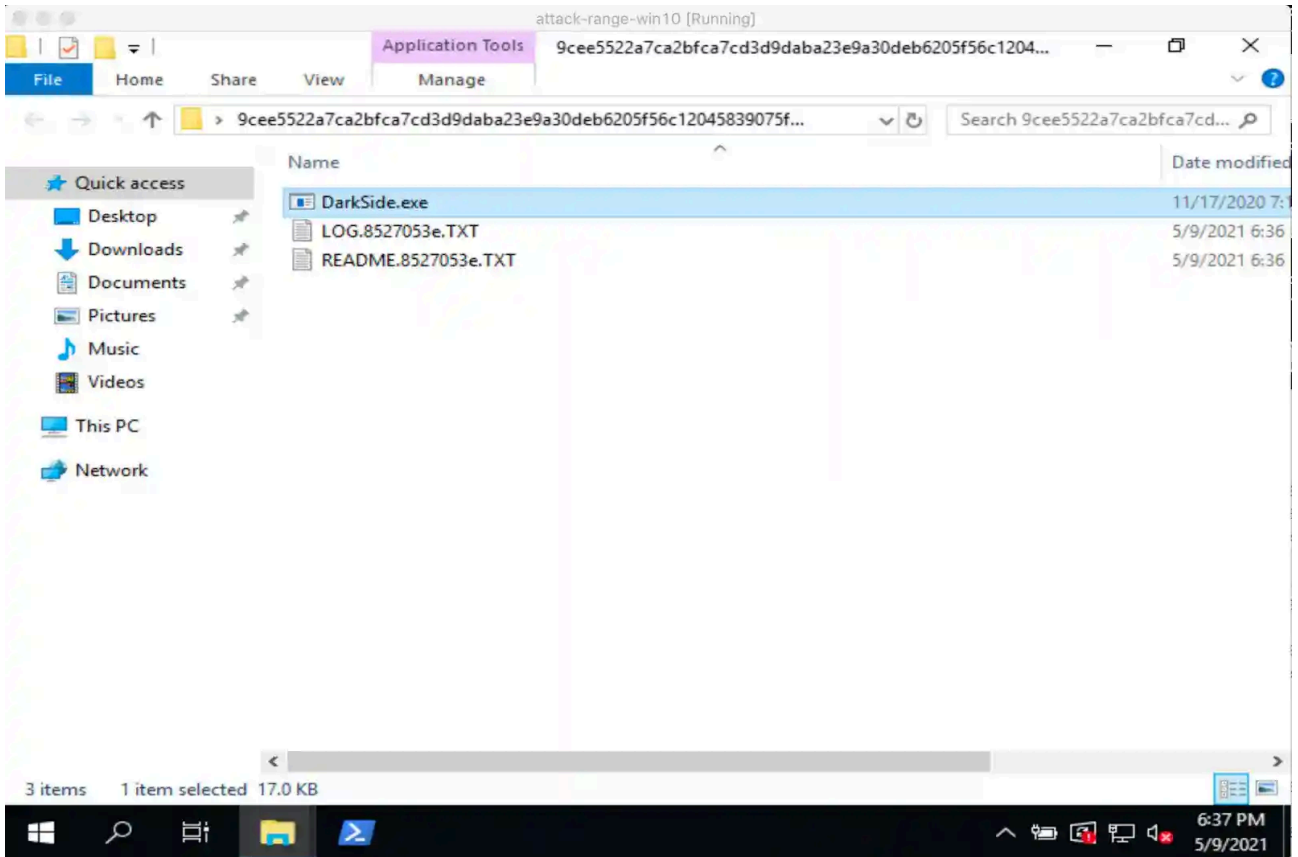 attack-range-win10 [Running]
Application Tools 9cee5522a7ca2bfca7cd3d9daba23e9a30deb6205f56c1204...
File Home Share View Manage
9cee5522a7ca2bfca7cd3d9daba23e9a30deb6205f56c12045839075f... Search 9cee5522a7ca2bfca7cd...
Name Date modified
Quick access
DarkSide.exe 11/17/2020 7:1
Desktop
LOG.8527053e.TXT 5/9/2021 6:36
Downloads
README.8527053e.TXT 5/9/2021 6:36
Documents
Pictures
Music
Videos
This PC
Network
3 items 1 item selected 17.0 KB
6:37 PM
5/9/2021